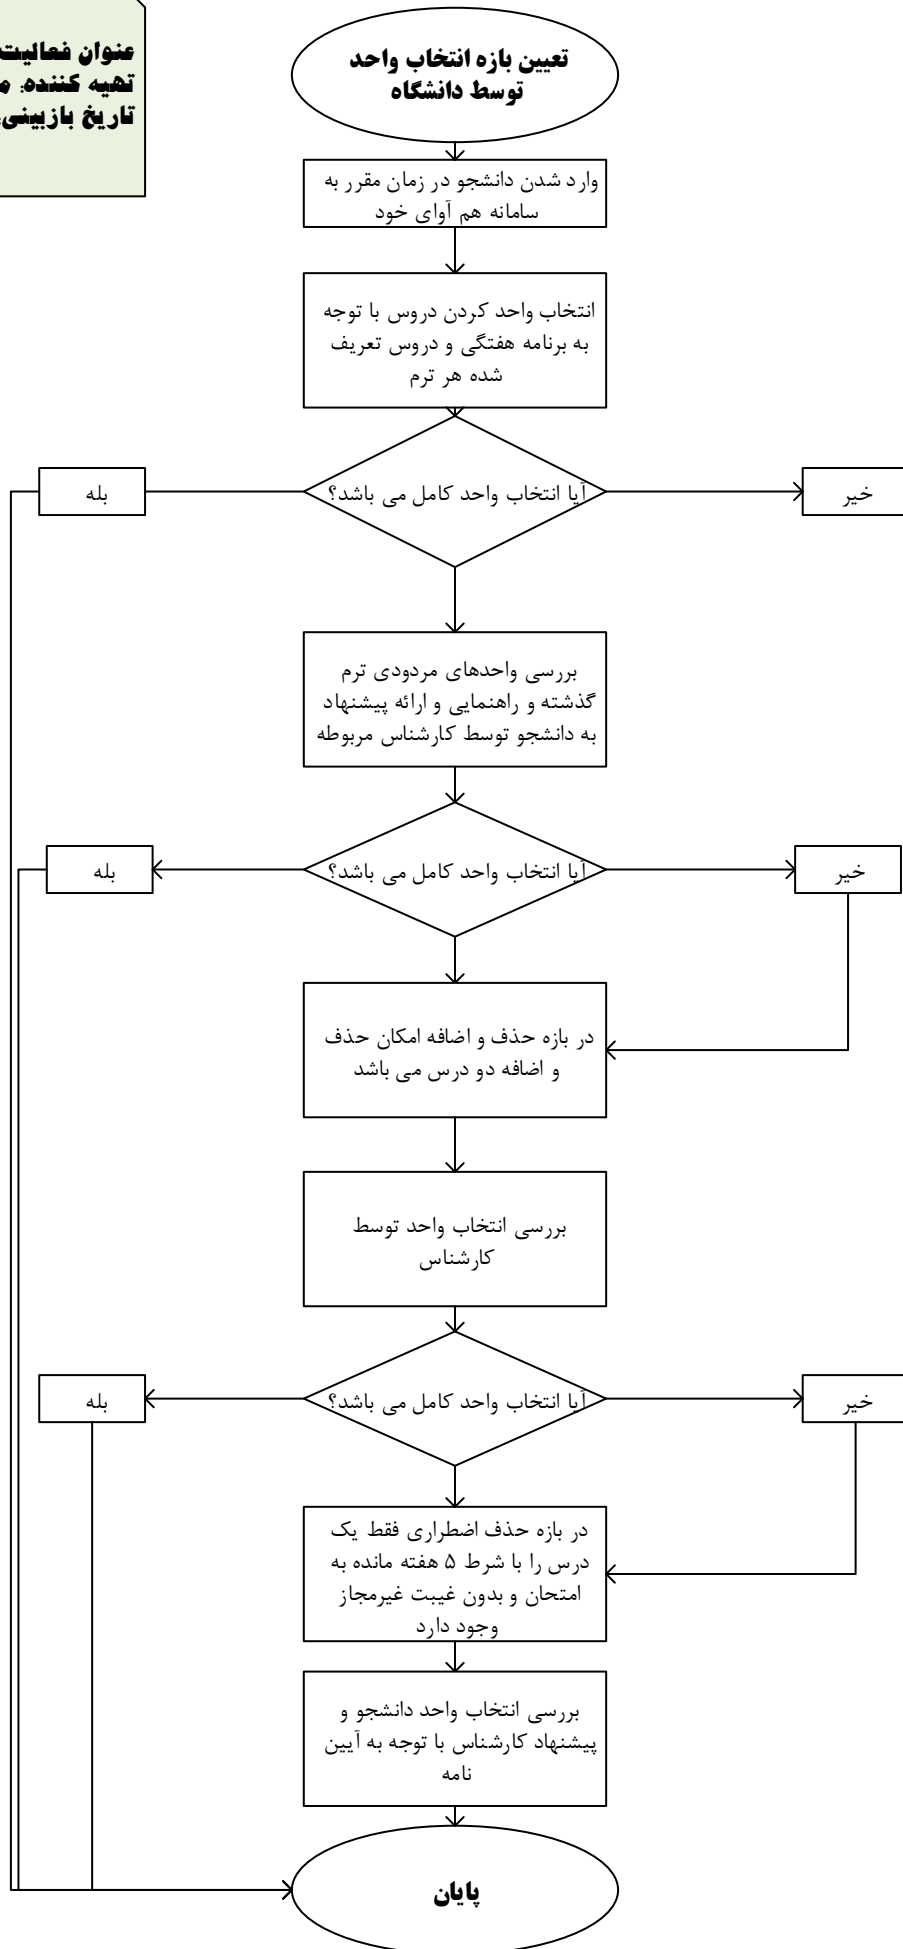 عنوان فعالیت
تهیه کننده:
تاریخ بازبینی:
تعیین بازه انتخاب واحد
توسط دانشگاه
وارد شدن دانشجو در زمان مقرر به
سامانه هم آوای خود
انتخاب واحد کردن دروس با توجه
به برنامه هفتگی و دروس تعریف
شده هر ترم
آیا انتخاب واحد کامل می باشد؟
بله
خیر
بررسی واحدهای مردودی ترم
گذشته و راهنمایی و ارائه پیشنهاد
به دانشجو توسط کارشناس مربوطه
آیا انتخاب واحد کامل می باشد؟
بله
خیر
در بازه حذف و اضافه امکان حذف
و اضافه دو درس می باشد
بررسی انتخاب واحد توسط
کارشناس
آیا انتخاب واحد کامل می باشد؟
بله
خیر
در بازه حذف اضطراری فقط یک
درس را با شرط ۵ هفته مانده به
امتحان و بدون غیبت غیرمجاز
وجود دارد
بررسی انتخاب واحد دانشجو و
پیشنهاد کارشناس با توجه به آیین
نامه
پایان